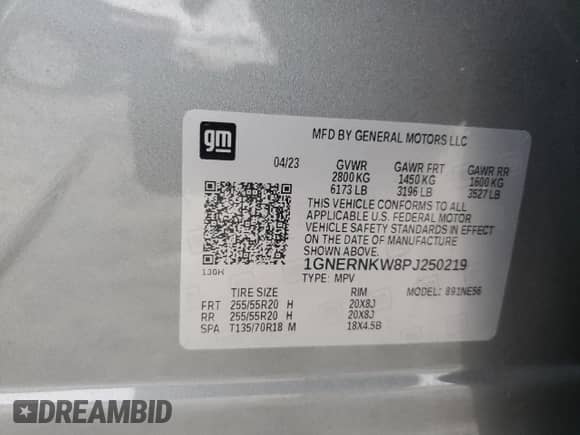 gm
MFD BY GENERAL MOTORS LLC
04/23 GVWR GAWR FRT GAWR RR
2800 KG 1450 KG 1600 KG
6173 LB 3196 LB 3527 LB
THIS VEHICLE CONFORMS TO ALL
APPLICABLE U.S. FEDERAL MOTOR
VEHICLE SAFETY STANDARDS IN
EFFECT ON THE DATE OF MANUFACTURE
SHOWN ABOVE.
1GNERNKW8PJ250219
TYPE: MPV
MODEL: 891NE56
130H
TIRE SIZE RIM
FRT 255/55R20 H 20X8J
RR 255/55R20 H 20X8J
SPA T135/70R18 M 18X4.5B
DREAMBID